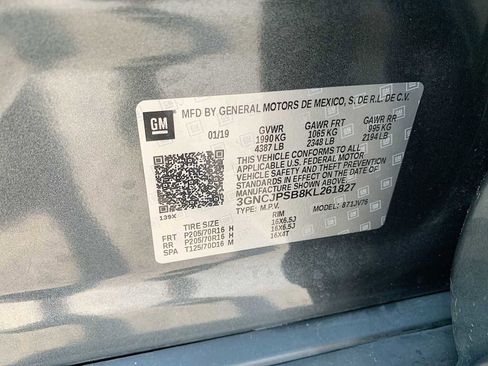 MFD BY GENERAL MOTORS DE MEXICO, S. DE R.L. DE C.V.
GM 01/19 GVWR GAWR FRT GAWR RR
1990 KG 1065 KG 995 KG
4387 LB 2348 LB 2194 LB
THIS VEHICLE CONFORMS TO ALL
APPLICABLE U.S. FEDERAL MOTOR
VEHICLE SAFETY AND THEFT PREVENTION
STANDARDS IN EFFECT ON THE DATE OF
MANUFACTURE SHOWN ABOVE.
3GNCJPSB8KL261827
139X TYPE: M.P.V. MODEL: 871JV76
TIRE SIZE RIM
FRT P205/70R16 H 16X6.5J
RR P205/70R16 H 16X6.5J
SPA T125/70D16 M 16X4T